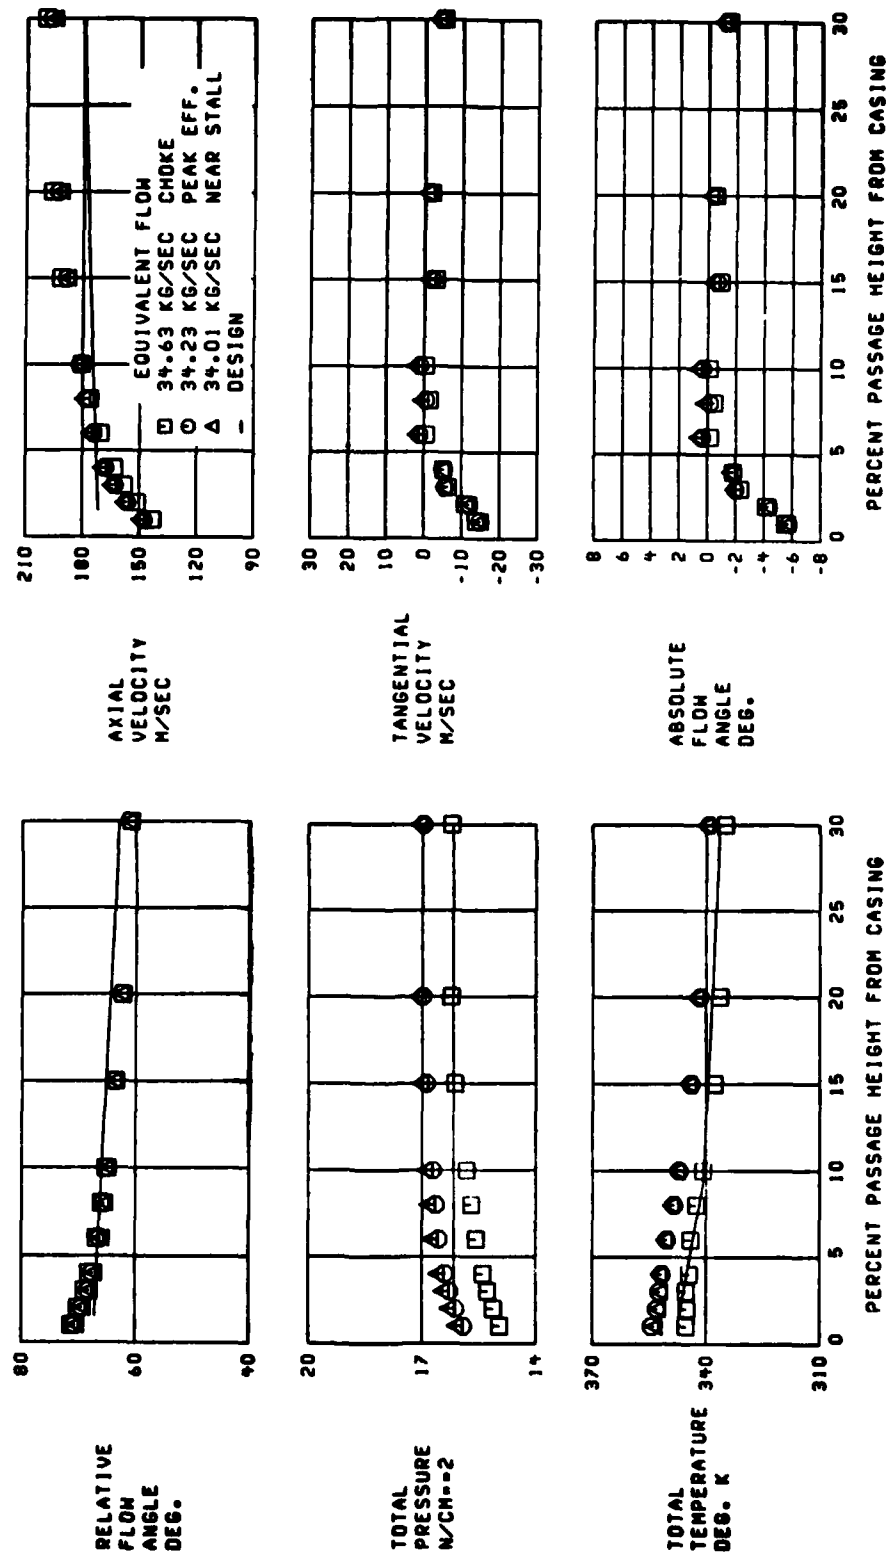 RELATIVE
FLOW
ANGLE
DEG.
80
60
40
TOTAL
PRESSURE
N/CM**2
20
17
14
TOTAL
TEMPERATURE
DEG. K
370
340
310
0
5
10
15
20
25
30
PERCENT PASSAGE HEIGHT FROM CASING
AXIAL
VELOCITY
M/SEC
210
180
150
120
90
EQUIVALENT FLOW
34.63 KG/SEC CHOKE
34.23 KG/SEC PEAK EFF.
34.01 KG/SEC NEAR STALL
— DESIGN
TANGENTIAL
VELOCITY
M/SEC
30
20
10
0
-10
-20
-30
ABSOLUTE
FLOW
ANGLE
DEG.
8
6
4
2
0
-2
-4
-6
-8
0
5
10
15
20
25
30
PERCENT PASSAGE HEIGHT FROM CASING